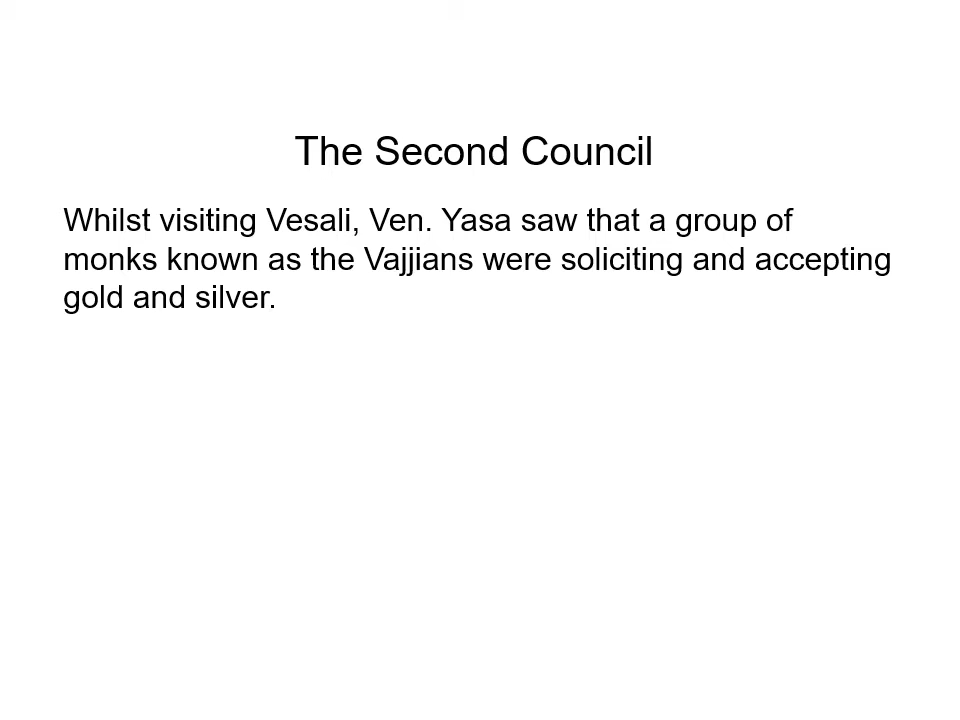 The Second Council
Whilst visiting Vesali, Ven. Yasa saw that a group of
monks known as the Vajjians were soliciting and accepting
gold and silver.